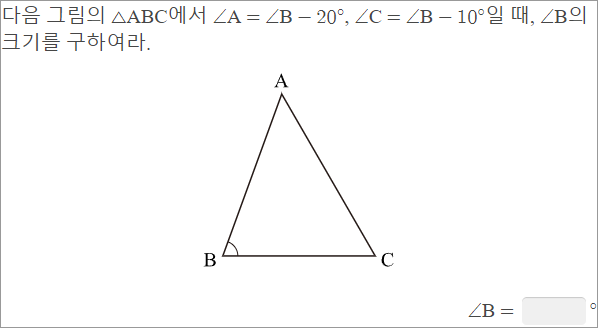 다음 그림의 △ABC에서 ∠A = ∠B − 20°, ∠C = ∠B − 10°일 때, ∠B의
크기를 구하여라.
A
B
C
∠B = °